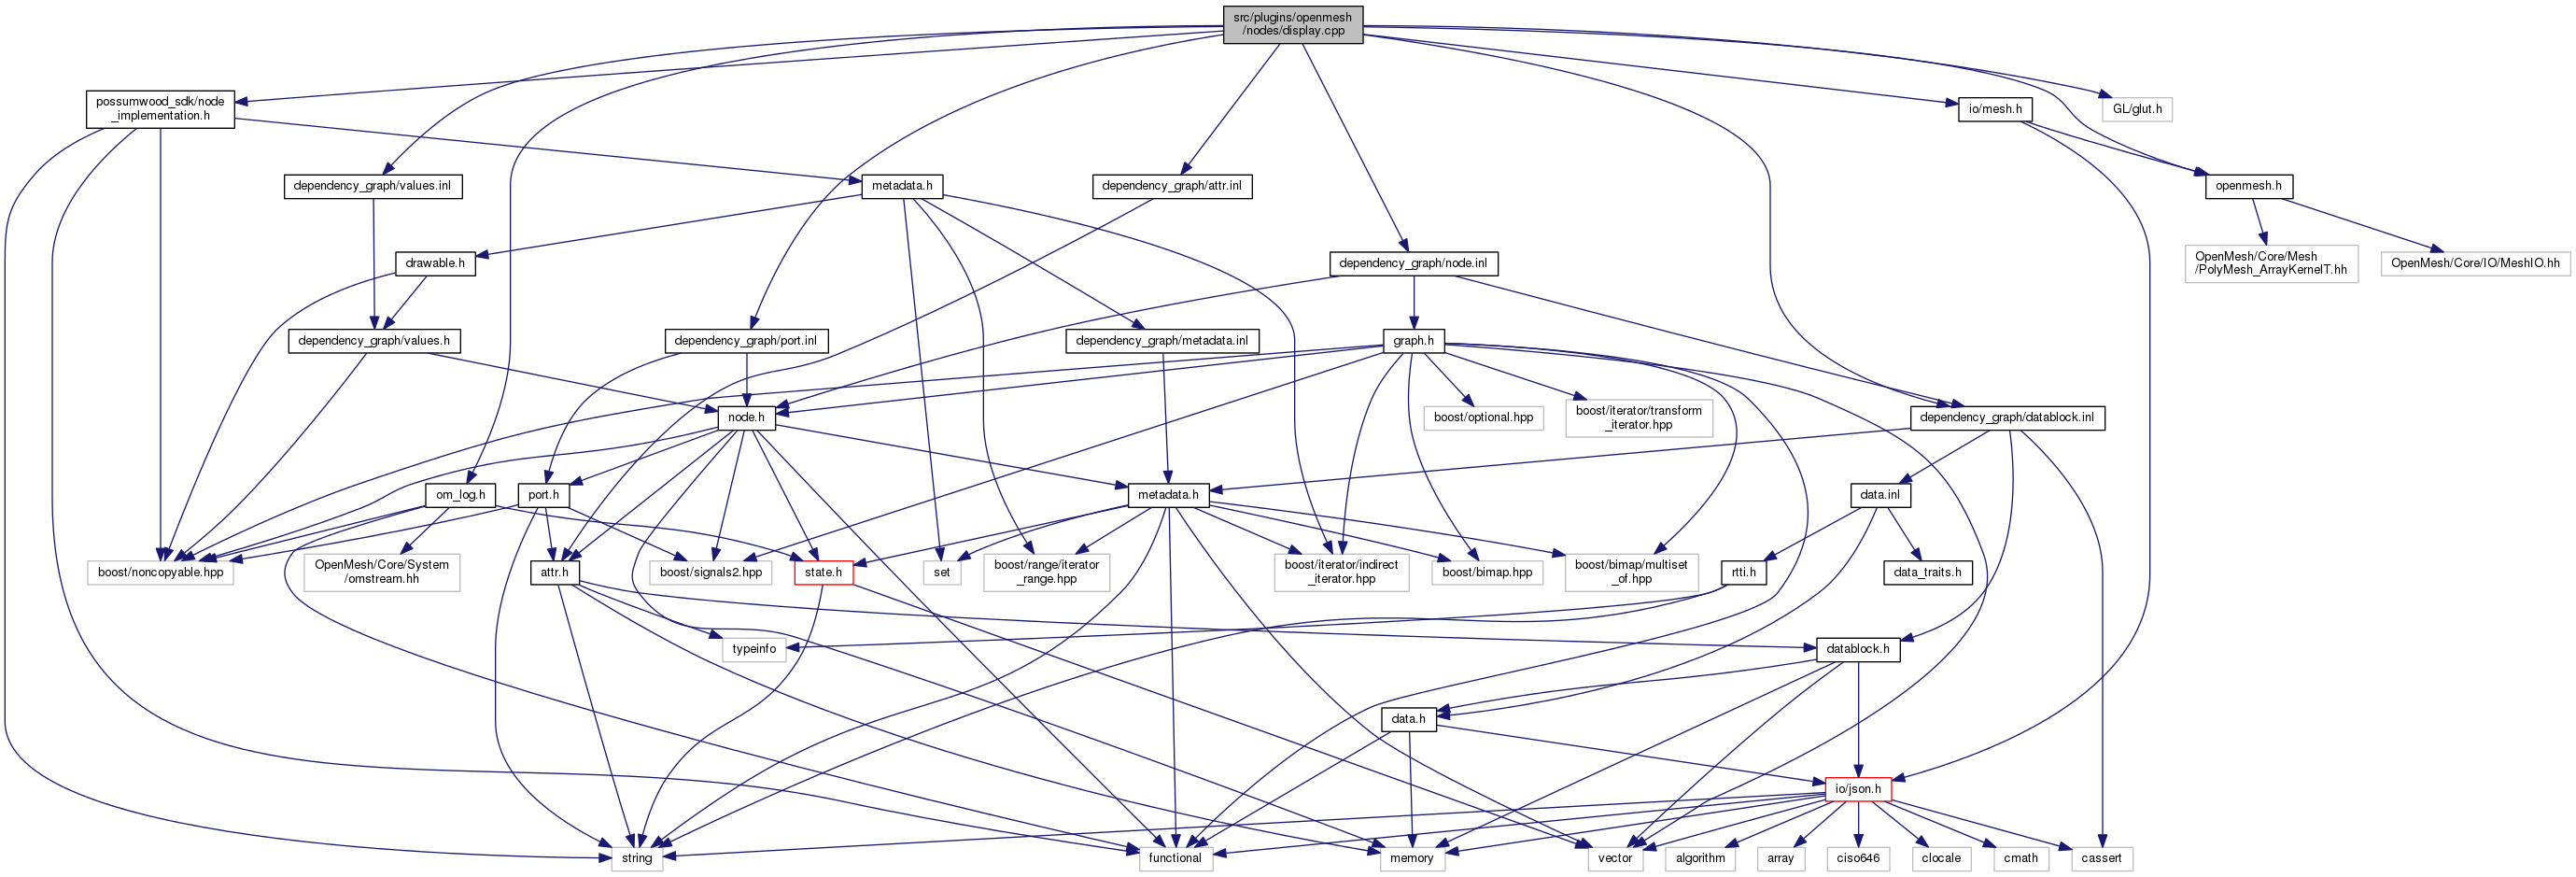 src/plugins/openmesh
/nodes/display.cpp
possumwood_sdk/node
_implementation.h
io/mesh.h
GL/glut.h
dependency_graph/values.inl
metadata.h
dependency_graph/attr.inl
openmesh.h
drawable.h
dependency_graph/node.inl
OpenMesh/Core/Mesh
/PolyMesh_ArrayKernelT.hh
OpenMesh/Core/IO/MeshIO.hh
dependency_graph/values.h
dependency_graph/port.inl
dependency_graph/metadata.inl
graph.h
node.h
boost/optional.hpp
boost/iterator/transform
_iterator.hpp
dependency_graph/datablock.inl
om_log.h
port.h
metadata.h
data.inl
boost/noncopyable.hpp
OpenMesh/Core/System
/omstream.hh
attr.h
boost/signals2.hpp
state.h
set
boost/range/iterator
_range.hpp
boost/iterator/indirect
_iterator.hpp
boost/bimap.hpp
boost/bimap/multiset
_of.hpp
rtti.h
data_traits.h
typeinfo
datablock.h
data.h
io/json.h
string
functional
memory
vector
algorithm
array
ciso646
clocale
cmath
cassert